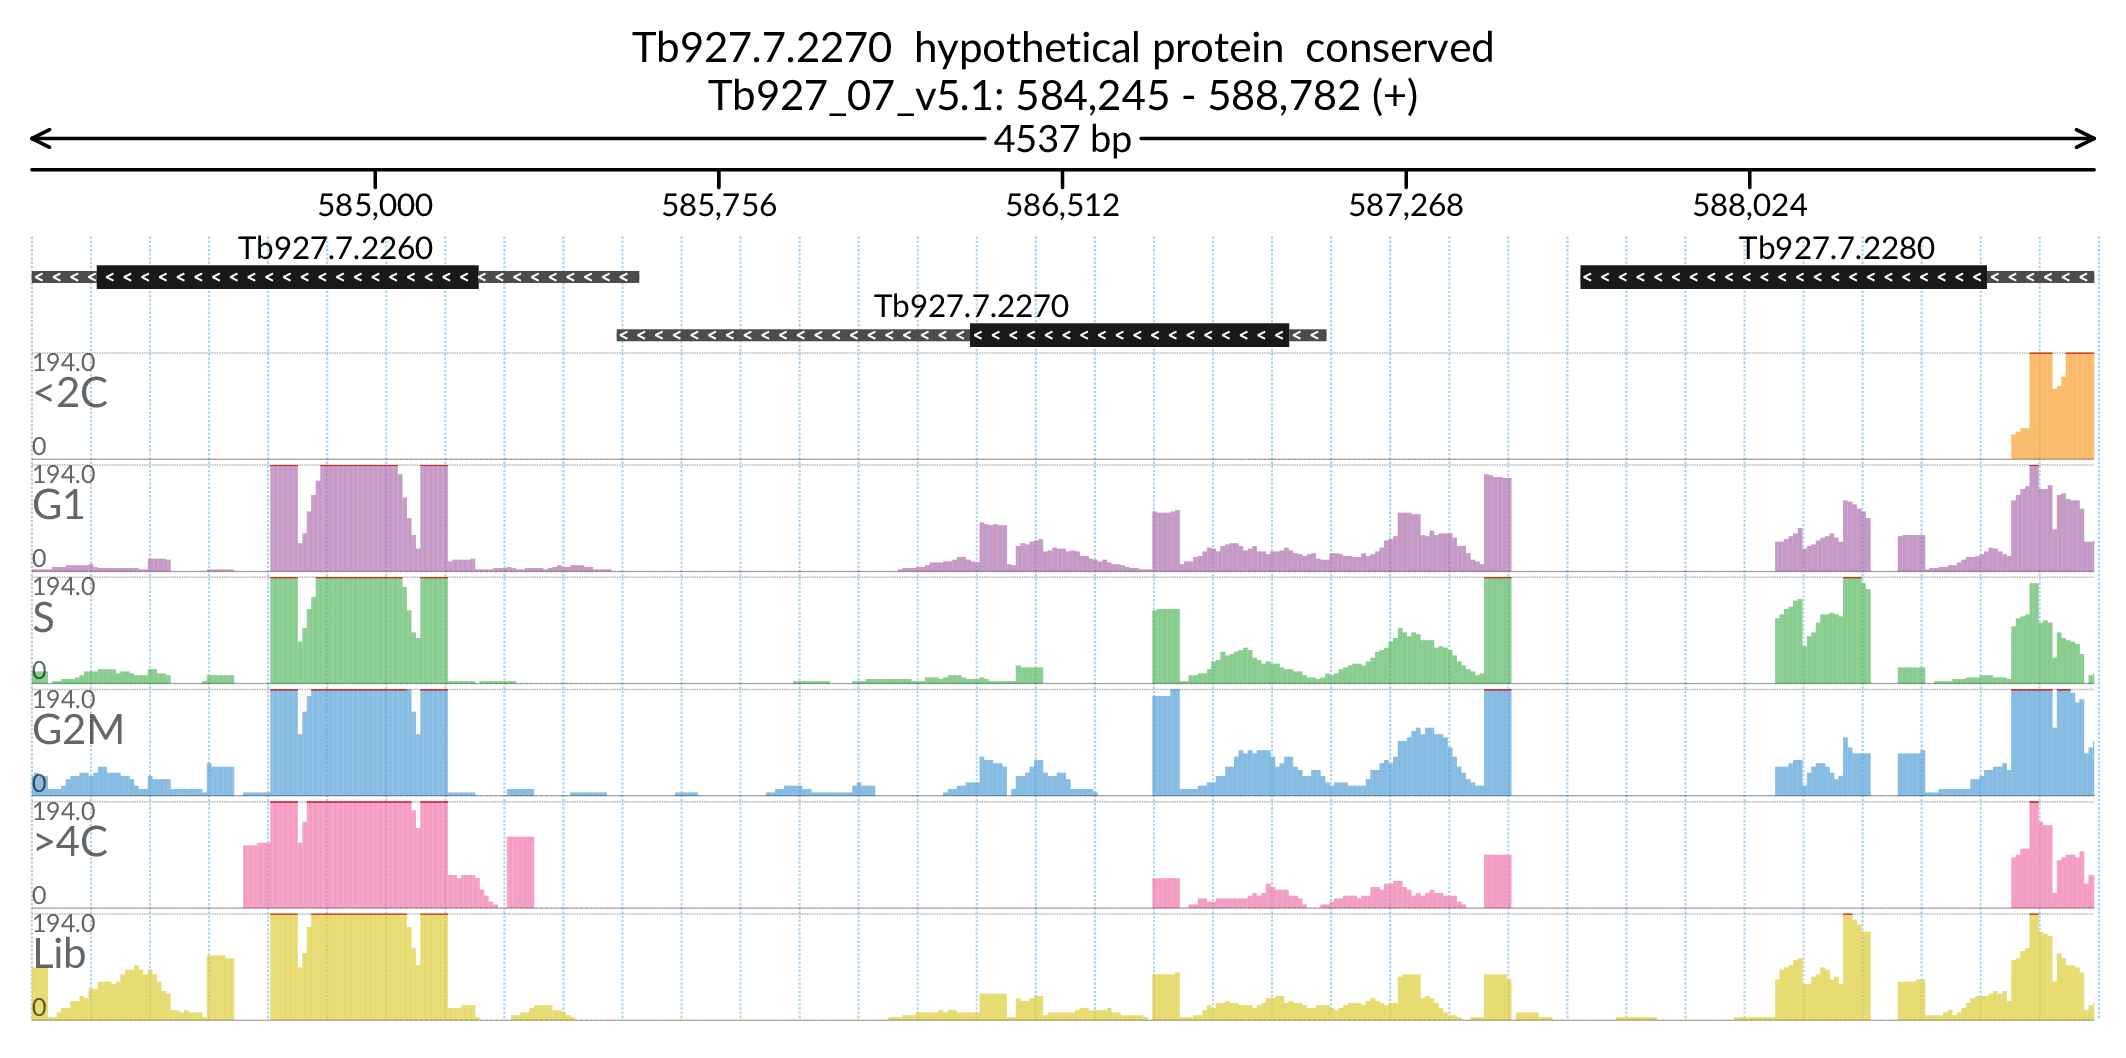 Tb927.7.2270  hypothetical protein  conserved
Tb927_07_v5.1: 584,245 - 588,782 (+)
4537 bp
585,000 585,756 586,512 587,268 588,024
Tb927.7.2260 Tb927.7.2280
Tb927.7.2270
194.0
<2C
0
194.0
G1
0
194.0
S
0
194.0
G2M
0
194.0
>4C
0
194.0
Lib
0